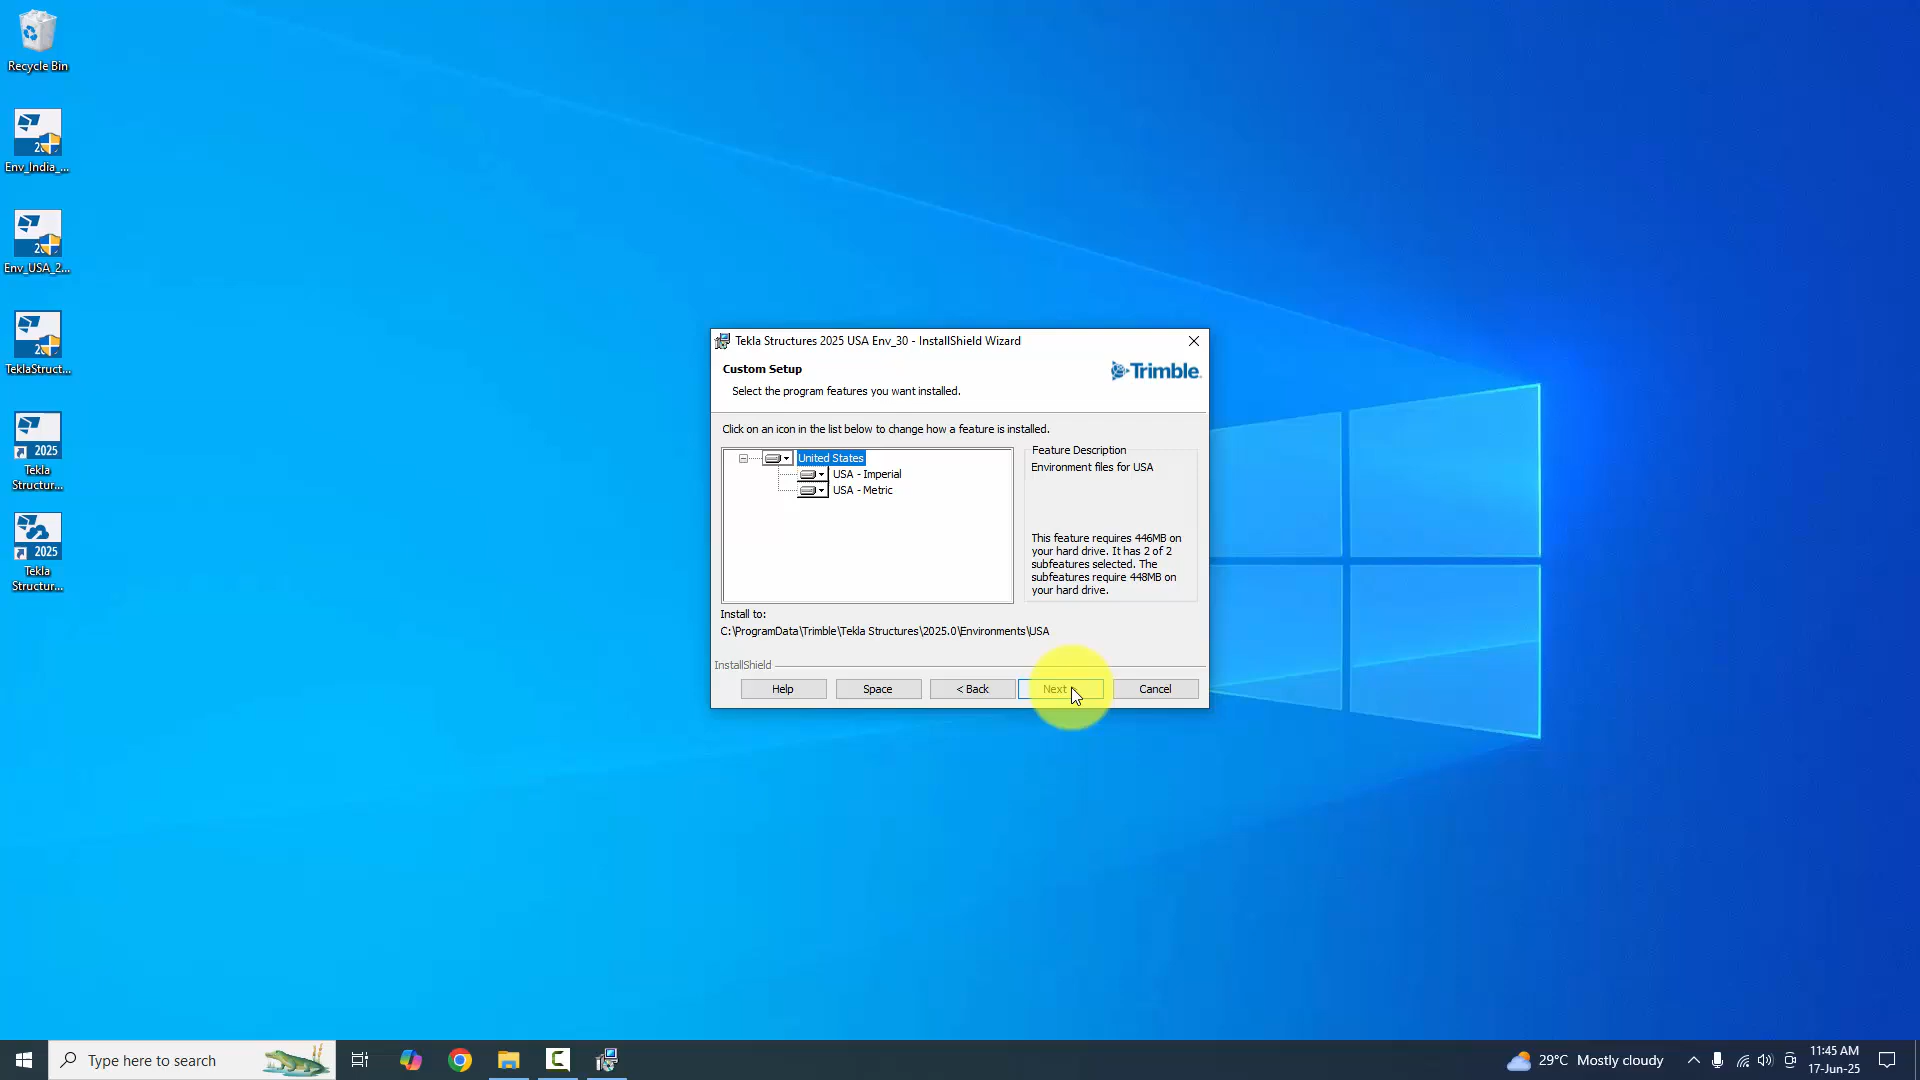 Recycle Bin
20
Env_India_...
20
Env_USA_2...
20
TeklaStruct...
2025
Tekla
Structur...
2025
Tekla
Structur...
Tekla Structures 2025 USA Env_30 - InstallShield Wizard
Custom Setup
Trimble.
Select the program features you want installed.
Click on an icon in the list below to change how a feature is installed.
United States
USA - Imperial
USA - Metric
Feature Description
Environment files for USA
This feature requires 446MB on
your hard drive. It has 2 of 2
subfeatures selected. The
subfeatures require 448MB on
your hard drive.
Install to:
C:\ProgramData\Trimble\Tekla Structures\2025.0\Environments\USA
InstallShield
Help
Space
< Back
Next
Cancel
Type here to search
29°C Mostly cloudy
11:45 AM
17-Jun-25